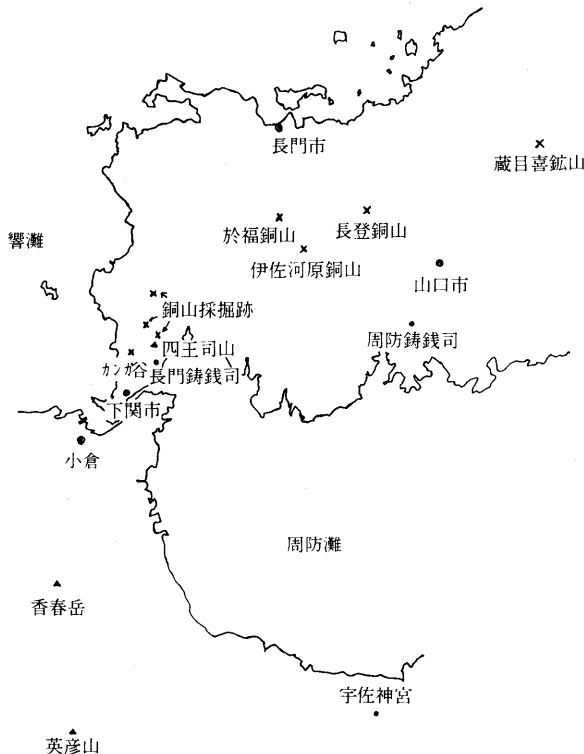 長門市
蔵目喜鉱山
長登銅山
於福銅山
響灘
伊佐河原銅山
山口市
銅山採掘跡
周防鋳銭司
四王司山
カンガ谷
長門鋳銭司
下関市
小倉
周防灘
香春岳
宇佐神宮
英彦山